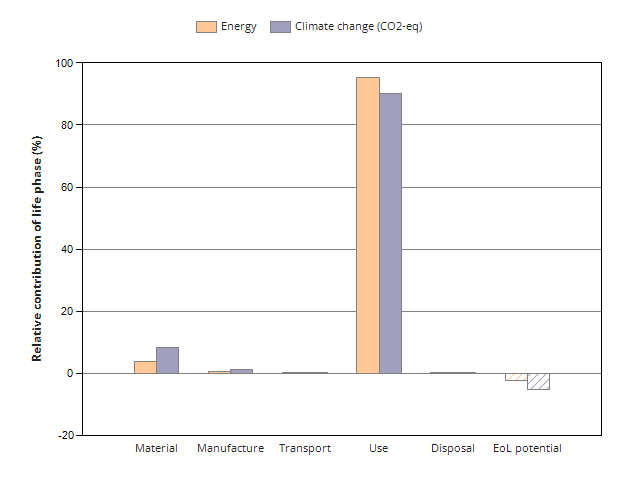 Energy Climate change (CO2-eq)
Relative contribution of life phase (%)
100
80
60
40
20
0
-20
Material Manufacture Transport Use Disposal EoL potential